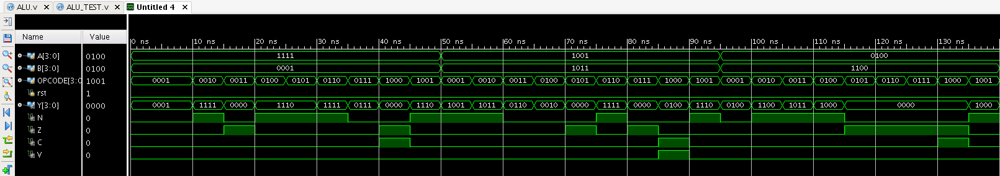 ALU.v ALU_TEST.v Untitled 4
Name Value 0 ns 10 ns 20 ns 30 ns 40 ns 50 ns 60 ns 70 ns 80 ns 90 ns 100 ns 110 ns 120 ns 130 ns
A[3:0] 0100 1111 1001 0100
B[3:0] 0100 0001 1011 1100
OPCODE[3:0 1001 0001 0010 0011 0100 0101 0110 0111 1000 1001 0001 0010 0011 0100 0101 0110 0111 1000 1001 0001 0010 0011 0100 0101 0110 0111 1000 1001
rst 1
Y[3:0] 0000 0001 1111 0000 1110 1111 0111 0000 1110 1001 1011 0110 0010 0000 1111 0000 0100 1110 0100 1100 1011 1000 0000 1000
N 0
Z 0
C 0
V 0